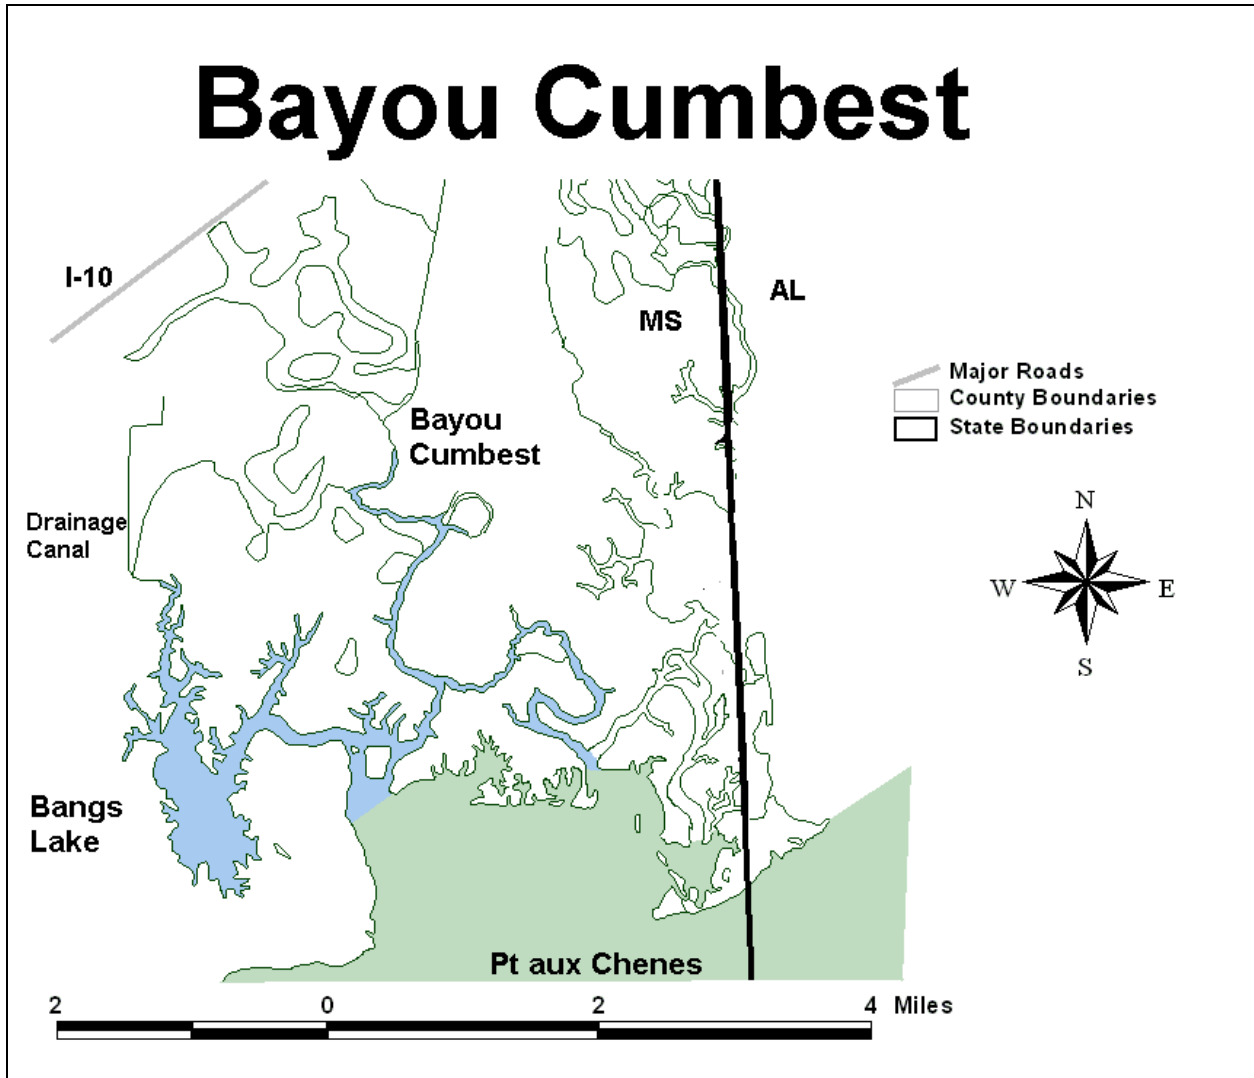 Bayou Cumbest
I-10
AL
MS
Major Roads
County Boundaries
State Boundaries
Bayou
Cumbest
Drainage
Canal
N
W
E
S
Bangs
Lake
Pt aux Chenes
2 0 2 4 Miles